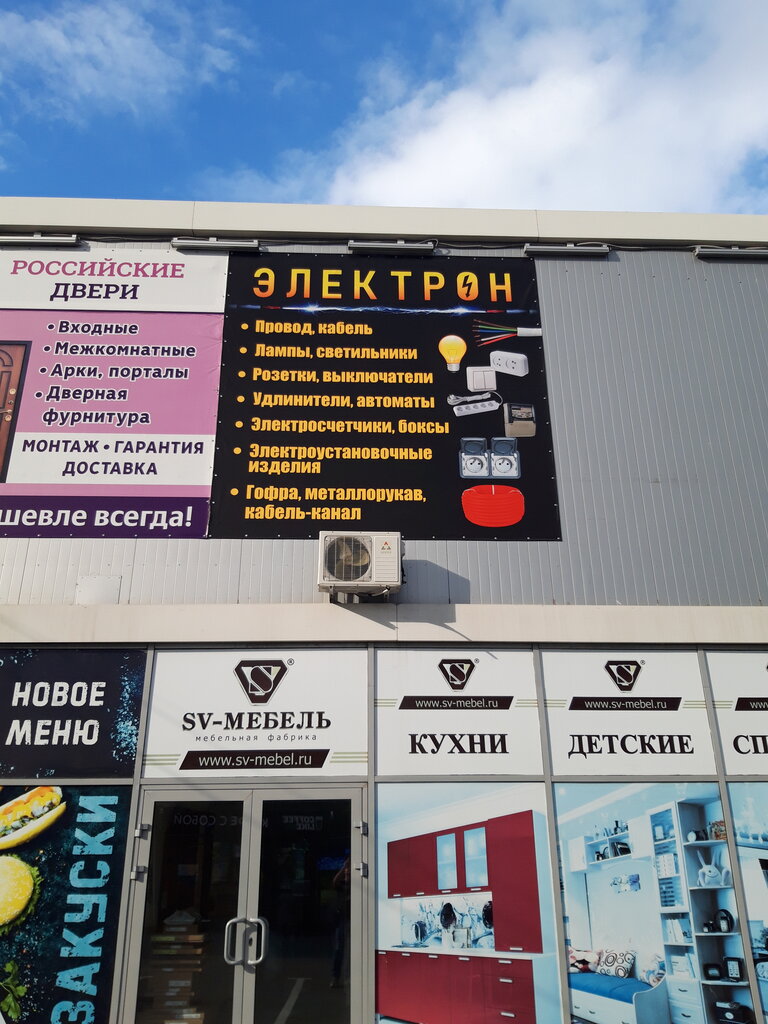 РОССИЙСКИЕ
ДВЕРИ
• Входные
• Межкомнатные
• Арки, порталы
• Дверная
фурнитура
МОНТАЖ • ГАРАНТИЯ
ДОСТАВКА
шевле всегда!
ЭЛЕКТРОН
• Провод, кабель
• Лампы, светильники
• Розетки, выключатели
• Удлинители, автоматы
• Электросчетчики, боксы
• Электроустановочные
изделия
• Гофра, металлорукав,
кабель-канал
НОВОЕ
МЕНЮ
ЗАКУСКИ
S®
SV-МЕБЕЛЬ
мебельная фабрика
www.sv-mebel.ru
S®
www.sv-mebel.ru
КУХНИ
S®
www.sv-mebel.ru
ДЕТСКИЕ
СП